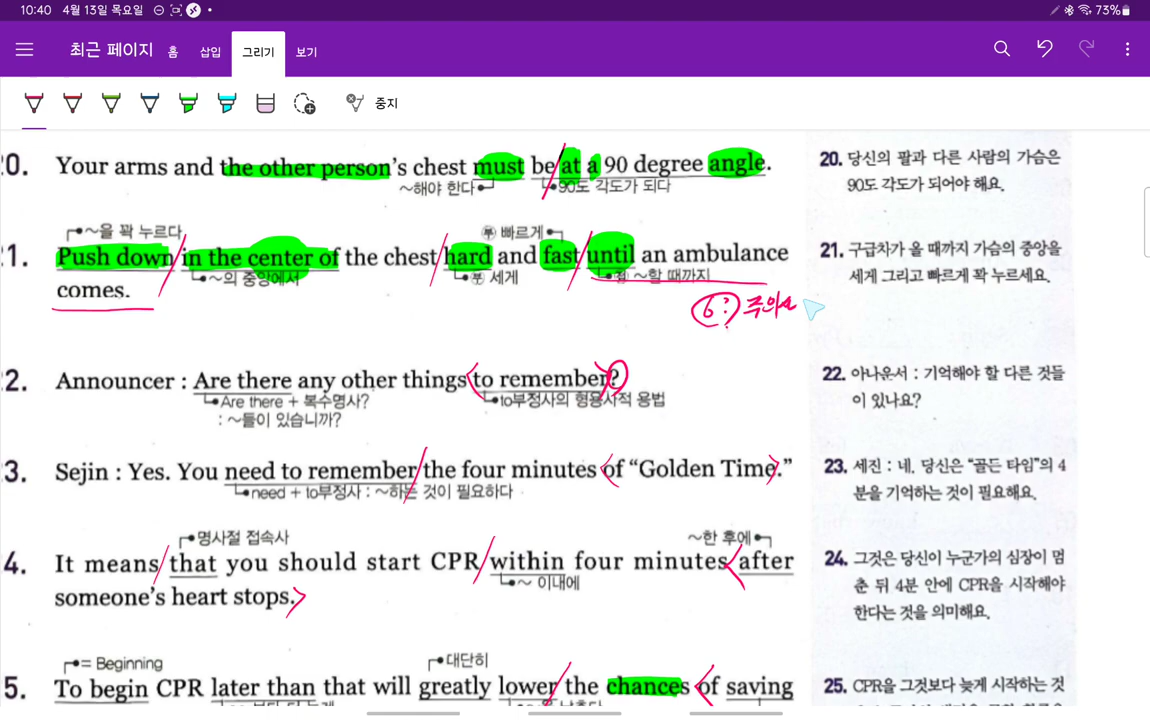 10:40 4월 13일 목요일 73%
최근 페이지 홈 삽입 그리기 보기
중지
0. Your arms and the other person's chest must be at a 90 degree angle.
~해야 한다 90도 각도가 되다
20. 당신의 팔과 다른 사람의 가슴은
90도 각도가 되어야 해요.
~을 꽉 누르다 부 빠르게
1. Push down in the center of the chest hard and fast until an ambulance
~의 중앙에서 부 세게 접 ~할 때까지
comes.
6? 주의
21. 구급차가 올 때까지 가슴의 중앙을
세게 그리고 빠르게 꽉 누르세요.
2. Announcer : Are there any other things to remember?
Are there + 복수명사? to부정사의 형용사적 용법
: ~들이 있습니까?
22. 아나운서 : 기억해야 할 다른 것들
이 있나요?
3. Sejin : Yes. You need to remember the four minutes of “Golden Time.”
need + to부정사 : ~하는 것이 필요하다
23. 세진 : 네. 당신은 “골든 타임”의 4
분을 기억하는 것이 필요해요.
명사절 접속사 ~한 후에
4. It means that you should start CPR within four minutes after
~ 이내에
someone's heart stops.
24. 그것은 당신이 누군가의 심장이 멈
춘 뒤 4분 안에 CPR을 시작해야
한다는 것을 의미해요.
= Beginning 대단히
5. To begin CPR later than that will greatly lower the chances of saving
25. CPR을 그것보다 늦게 시작하는 것